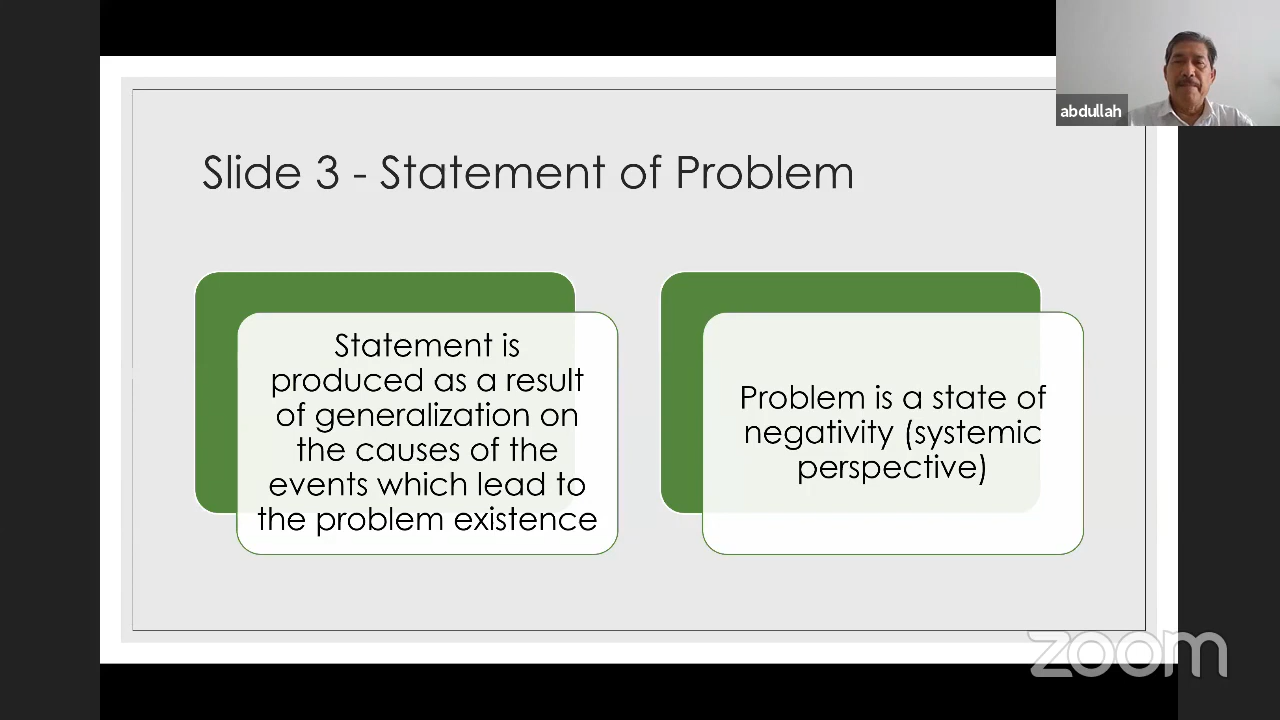 abdullah
Slide 3 - Statement of Problem
Statement is
produced as a result
of generalization on
the causes of the
events which lead to
the problem existence
Problem is a state of
negativity (systemic
perspective)
zoom